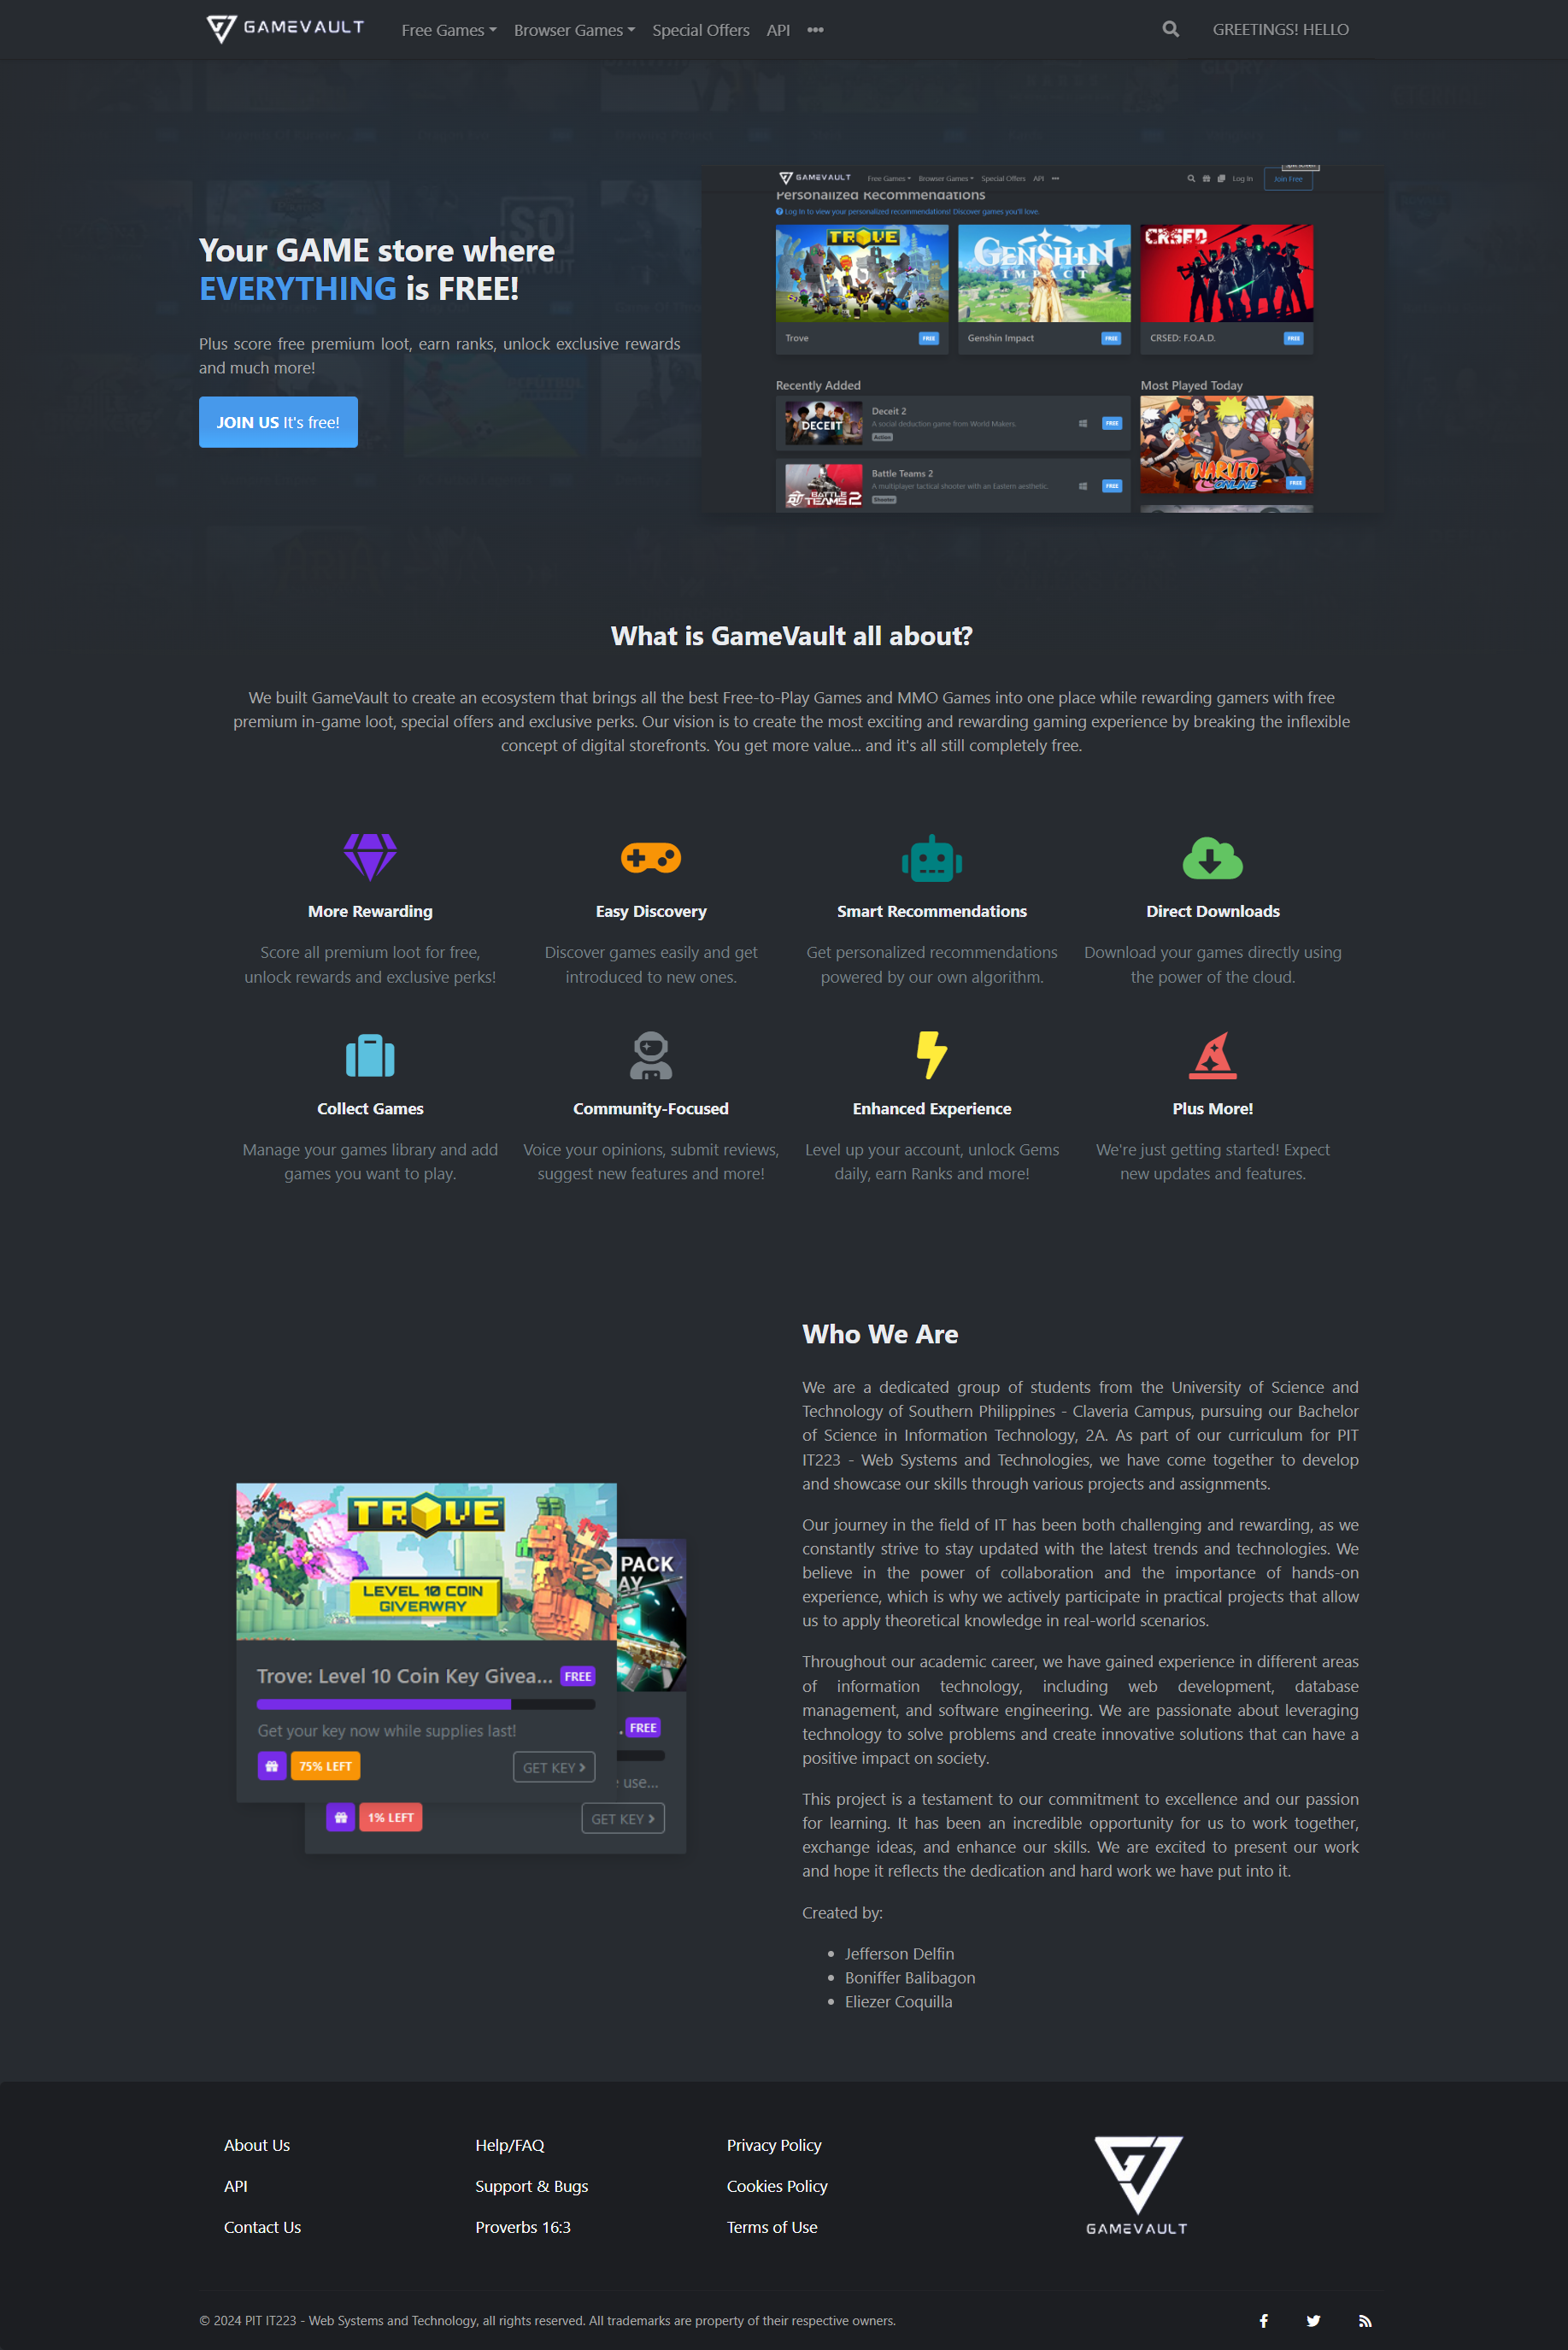 GAMEVAULT
Free Games
Browser Games
Special Offers
API
GREETINGS! HELLO
Your GAME store where
EVERYTHING is FREE!
Plus score free premium loot, earn ranks, unlock exclusive rewards
and much more!
JOIN US It's free!
GAMEVAULT
Free Games
Browser Games
Special Offers
API
Log In
Join Free
Personalized Recommendations
Log In to view your personalized recommendations! Discover games you'll love.
TROVE
GENSHIN
IMPACT
CRSED
Trove
FREE
Genshin Impact
FREE
CRSED: F.O.A.D.
FREE
Recently Added
Most Played Today
DECEIT
Deceit 2
A social deduction game from World Makers.
Action
FREE
BATTLE
TEAMS 2
Battle Teams 2
A multiplayer tactical shooter with an Eastern aesthetic.
Shooter
FREE
NARUTO
ONLINE
FREE
What is GameVault all about?
We built GameVault to create an ecosystem that brings all the best Free-to-Play Games and MMO Games into one place while rewarding gamers with free
premium in-game loot, special offers and exclusive perks. Our vision is to create the most exciting and rewarding gaming experience by breaking the inflexible
concept of digital storefronts. You get more value... and it's all still completely free.
More Rewarding
Score all premium loot for free,
unlock rewards and exclusive perks!
Easy Discovery
Discover games easily and get
introduced to new ones.
Smart Recommendations
Get personalized recommendations
powered by our own algorithm.
Direct Downloads
Download your games directly using
the power of the cloud.
Collect Games
Manage your games library and add
games you want to play.
Community-Focused
Voice your opinions, submit reviews,
suggest new features and more!
Enhanced Experience
Level up your account, unlock Gems
daily, earn Ranks and more!
Plus More!
We're just getting started! Expect
new updates and features.
TROVE
LEVEL 10 COIN
GIVEAWAY
Trove: Level 10 Coin Key Givea...
FREE
Get your key now while supplies last!
75% LEFT
GET KEY
PACK
AY
FREE
use...
1% LEFT
GET KEY
Who We Are
We are a dedicated group of students from the University of Science and
Technology of Southern Philippines - Claveria Campus, pursuing our Bachelor
of Science in Information Technology, 2A. As part of our curriculum for PIT
IT223 - Web Systems and Technologies, we have come together to develop
and showcase our skills through various projects and assignments.
Our journey in the field of IT has been both challenging and rewarding, as we
constantly strive to stay updated with the latest trends and technologies. We
believe in the power of collaboration and the importance of hands-on
experience, which is why we actively participate in practical projects that allow
us to apply theoretical knowledge in real-world scenarios.
Throughout our academic career, we have gained experience in different areas
of information technology, including web development, database
management, and software engineering. We are passionate about leveraging
technology to solve problems and create innovative solutions that can have a
positive impact on society.
This project is a testament to our commitment to excellence and our passion
for learning. It has been an incredible opportunity for us to work together,
exchange ideas, and enhance our skills. We are excited to present our work
and hope it reflects the dedication and hard work we have put into it.
Created by:
Jefferson Delfin
Boniffer Balibagon
Eliezer Coquilla
About Us
API
Contact Us
Help/FAQ
Support & Bugs
Proverbs 16:3
Privacy Policy
Cookies Policy
Terms of Use
GAMEVAULT
© 2024 PIT IT223 - Web Systems and Technology, all rights reserved. All trademarks are property of their respective owners.